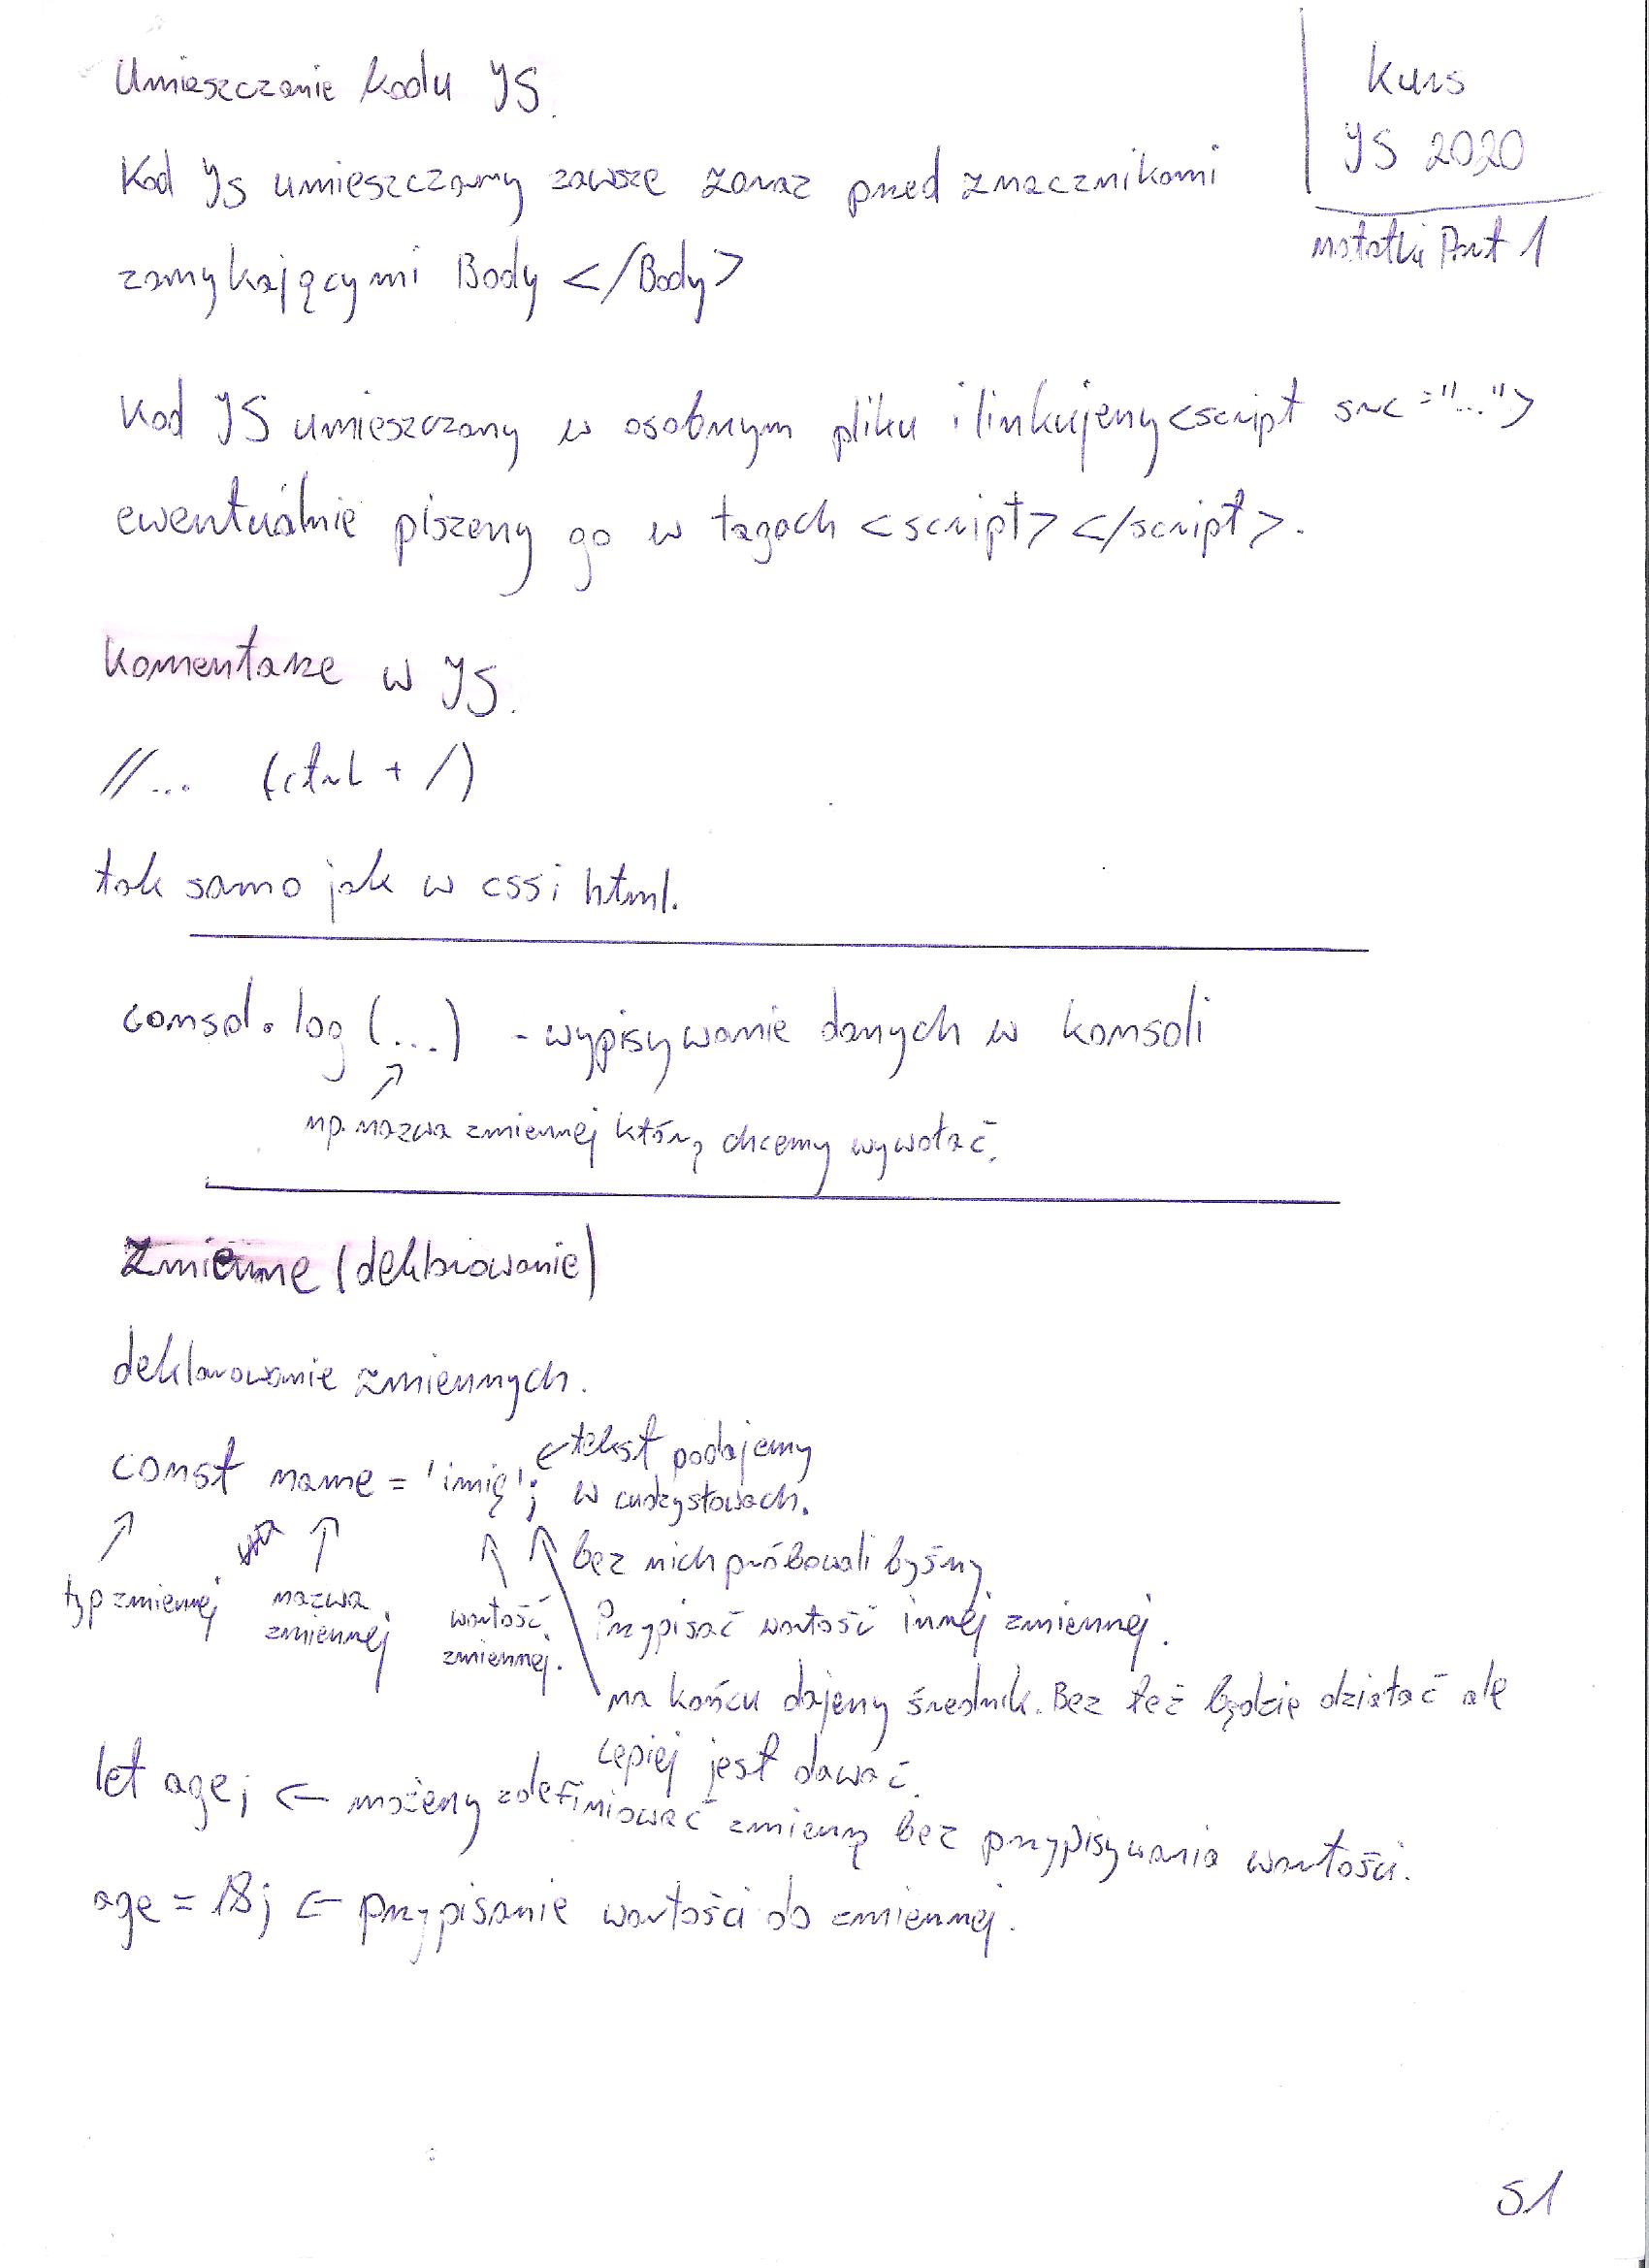 Umieszczanie kodu JS.
Kurs
JS 2020
notatki Part 1
Kod JS umieszczamy zawsze zaraz przed znacznikami
zamykającymi Body </Body>
Kod JS umieszczamy w osobnym pliku i linkujemy <script src="...">
ewentualnie piszemy go w tagach <script> </script>.
Komentarze w JS.
//... (ctrl + /)
tak samo jak w css i html.
consol.log (...) - wypisywanie danych w konsoli
np. nazwa zmiennej którą chcemy wywołać.
Zmienne (deklarowanie)
deklarowanie zmiennych.
const name = 'imię'; ← tekst podajemy
w cudzysłowach.
bez nich próbowali byśmy
Przypisać wartość innej zmiennej.
typ zmiennej
nazwa
zmiennej
wartość
zmiennej.
na końcu dajemy średnik. Bez też będzie działać ale
lepiej jest dawać.
let age; ← możemy zdefiniować zmienną bez przypisywania wartości.
age = 18; ← przypisanie wartości do zmiennej.
S1